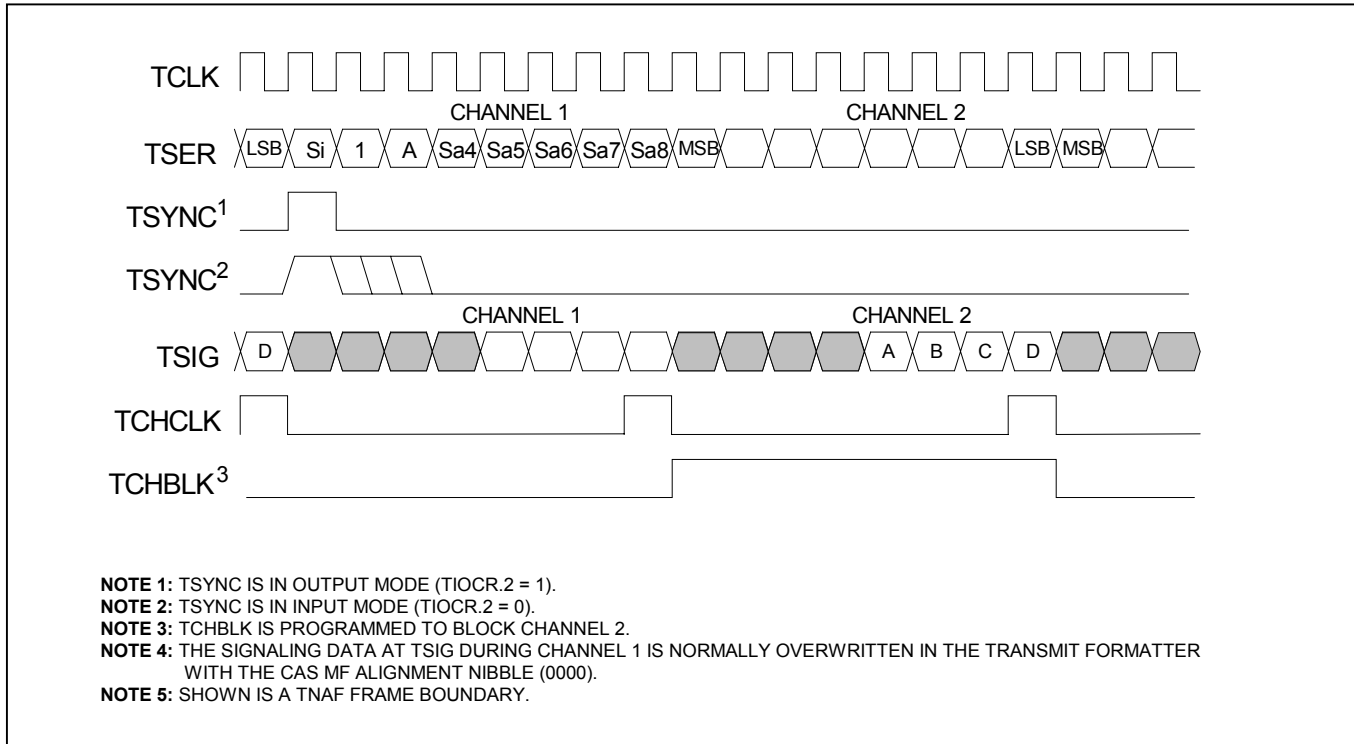 TCLK
CHANNEL 1 CHANNEL 2
TSER LSB Si 1 A Sa4 Sa5 Sa6 Sa7 Sa8 MSB LSB MSB
TSYNC1
TSYNC2
CHANNEL 1 CHANNEL 2
TSIG D A B C D
TCHCLK
TCHBLK3
NOTE 1: TSYNC IS IN OUTPUT MODE (TIOCR.2 = 1).
NOTE 2: TSYNC IS IN INPUT MODE (TIOCR.2 = 0).
NOTE 3: TCHBLK IS PROGRAMMED TO BLOCK CHANNEL 2.
NOTE 4: THE SIGNALING DATA AT TSIG DURING CHANNEL 1 IS NORMALLY OVERWRITTEN IN THE TRANSMIT FORMATTER
WITH THE CAS MF ALIGNMENT NIBBLE (0000).
NOTE 5: SHOWN IS A TNAF FRAME BOUNDARY.